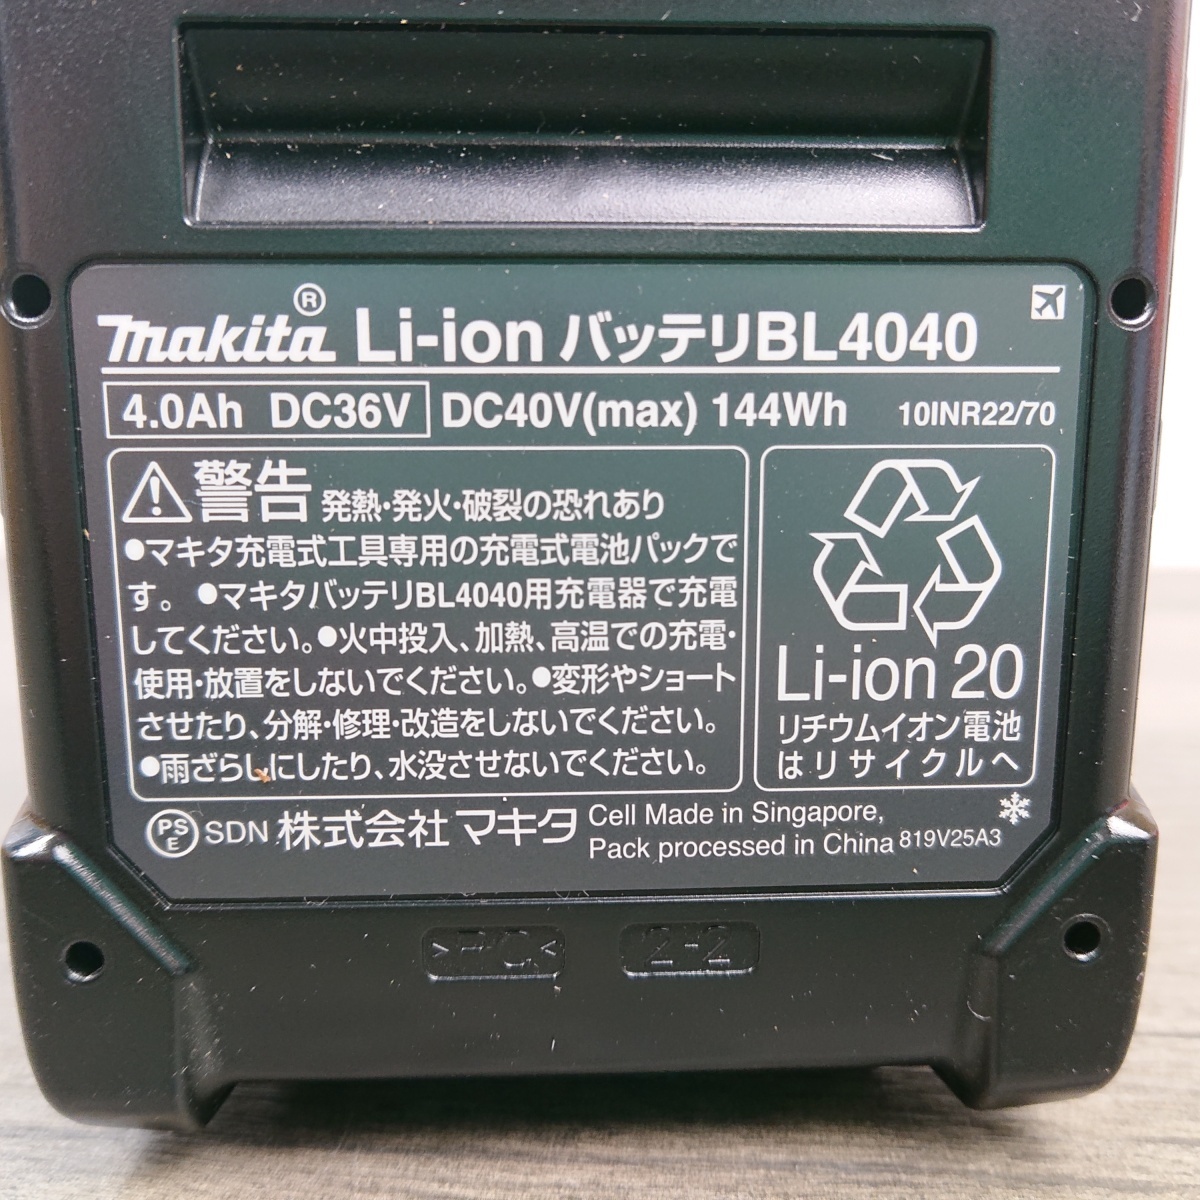 makita® Li-ion バッテリBL4040
4.0Ah DC36V DC40V(max) 144Wh 10INR22/70
警告 発熱・発火・破裂の恐れあり
●マキタ充電式工具専用の充電式電池パックで
す。●マキタバッテリBL4040用充電器で充電
してください。●火中投入、加熱、高温での充電・
使用・放置をしないでください。●変形やショート
させたり、分解・修理・改造をしないでください。
●雨ざらしにしたり、水没させないでください。
Li-ion 20
リチウムイオン電池
はリサイクルへ
PS
E
SDN 株式会社マキタ
Cell Made in Singapore,
Pack processed in China 819V25A3
2-2